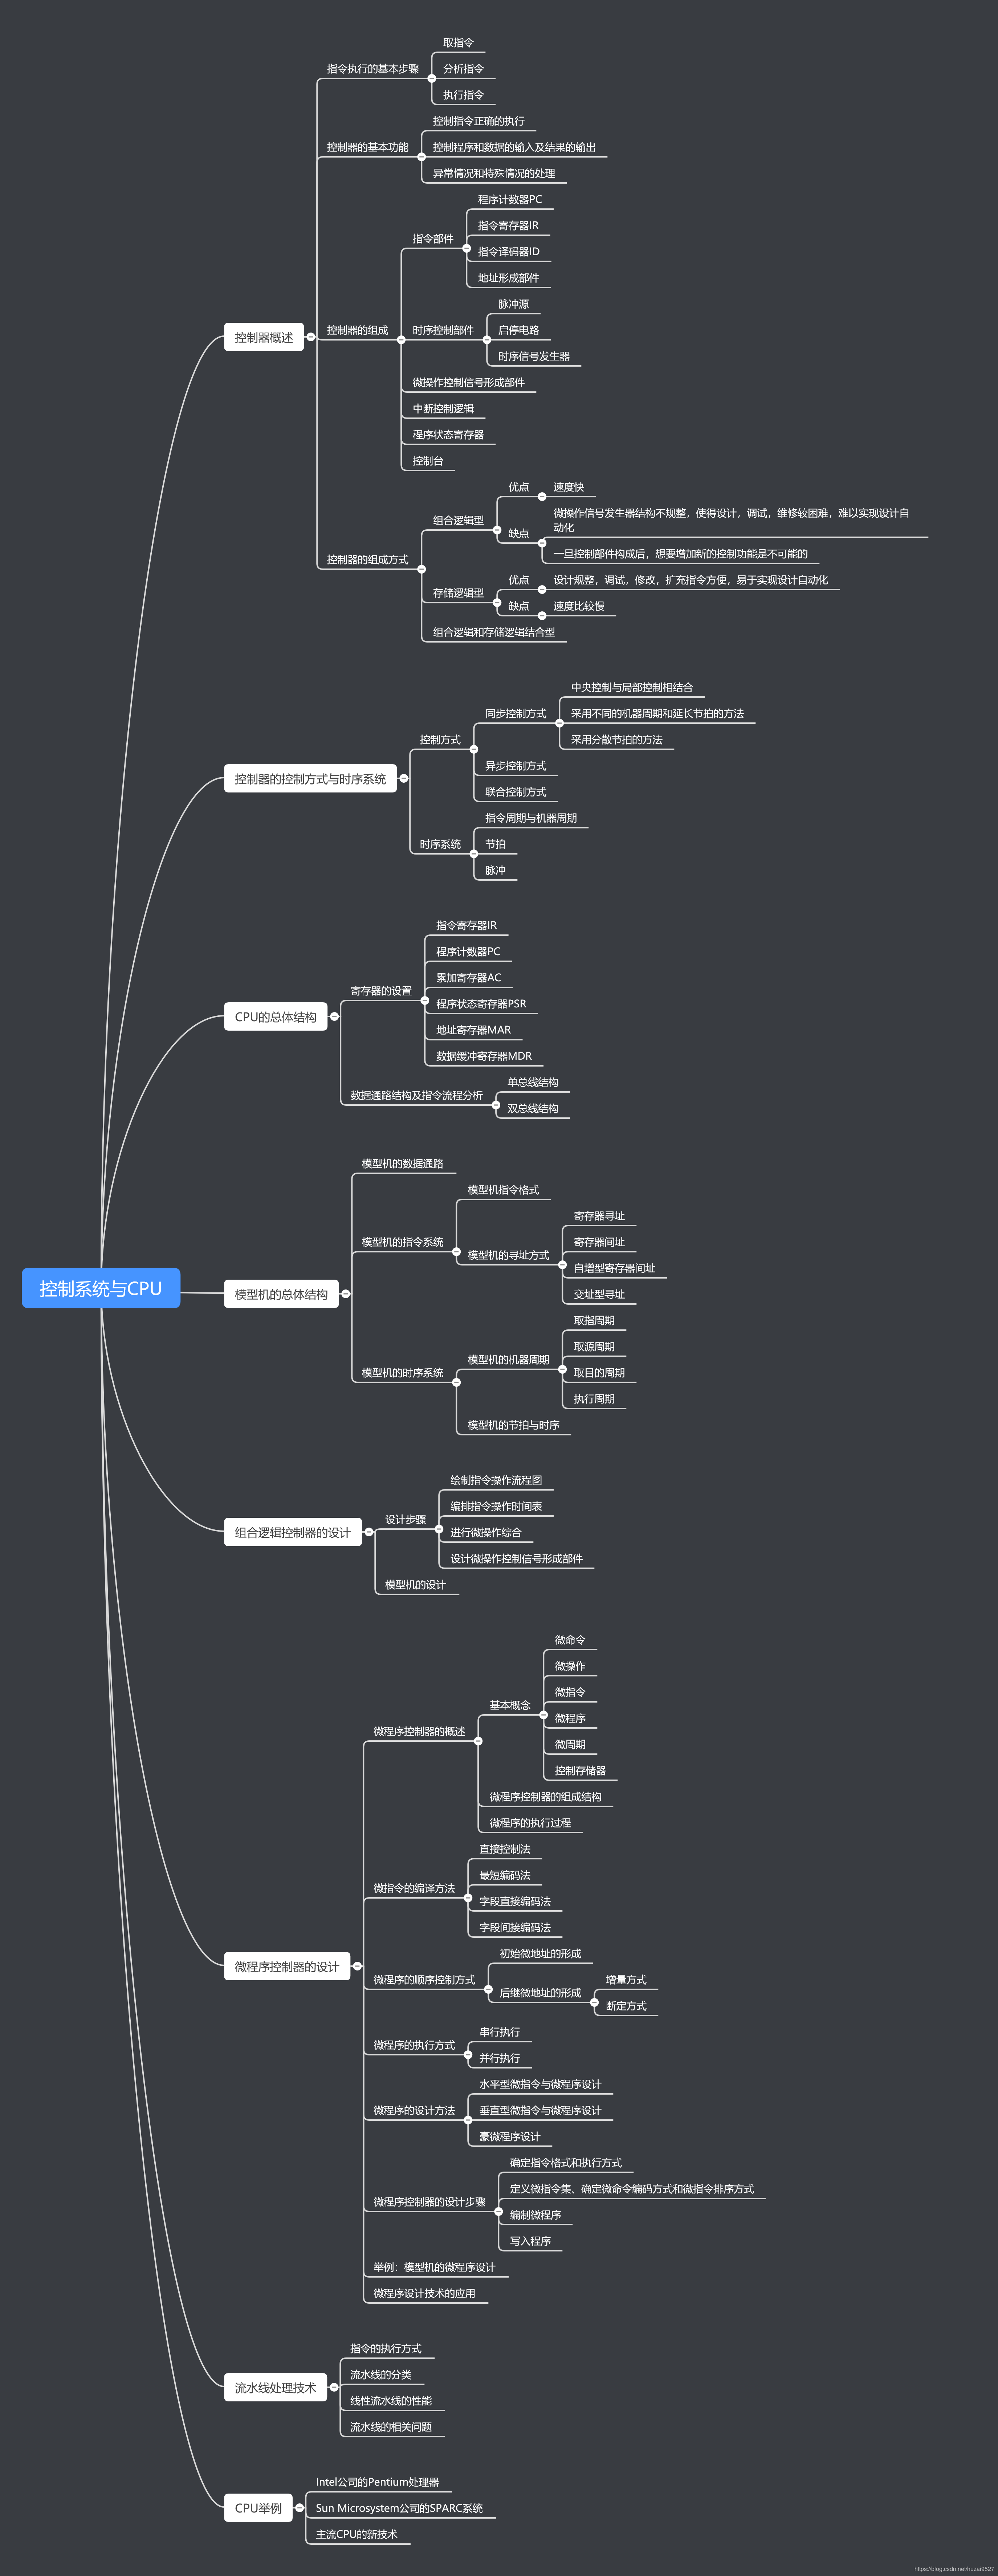 取指令
指令执行的基本步骤
分析指令
执行指令
控制指令正确的执行
控制器的基本功能
控制程序和数据的输入及结果的输出
异常情况和特殊情况的处理
程序计数器PC
指令寄存器IR
指令部件
指令译码器ID
地址形成部件
脉冲源
控制器概述
控制器的组成
时序控制部件
启停电路
时序信号发生器
微操作控制信号形成部件
中断控制逻辑
程序状态寄存器
控制台
优点
速度快
组合逻辑型
微操作信号发生器结构不规整，使得设计，调试，维修较困难，难以实现设计自
动化
缺点
一旦控制部件构成后，想要增加新的控制功能是不可能的
控制器的组成方式
优点
设计规整，调试，修改，扩充指令方便，易于实现设计自动化
存储逻辑型
缺点
速度比较慢
组合逻辑和存储逻辑结合型
中央控制与局部控制相结合
同步控制方式
采用不同的机器周期和延长节拍的方法
控制方式
采用分散节拍的方法
异步控制方式
控制器的控制方式与时序系统
联合控制方式
指令周期与机器周期
时序系统
节拍
脉冲
指令寄存器IR
程序计数器PC
累加寄存器AC
寄存器的设置
程序状态寄存器PSR
CPU的总体结构
地址寄存器MAR
数据缓冲寄存器MDR
单总线结构
数据通路结构及指令流程分析
双总线结构
模型机的数据通路
模型机指令格式
寄存器寻址
模型机的指令系统
寄存器间址
模型机的寻址方式
自增型寄存器间址
控制系统与CPU
模型机的总体结构
变址型寻址
取指周期
取源周期
模型机的机器周期
模型机的时序系统
取目的周期
执行周期
模型机的节拍与时序
绘制指令操作流程图
编排指令操作时间表
设计步骤
组合逻辑控制器的设计
进行微操作综合
设计微操作控制信号形成部件
模型机的设计
微命令
微操作
微指令
基本概念
微程序
微程序控制器的概述
微周期
控制存储器
微程序控制器的组成结构
微程序的执行过程
直接控制法
最短编码法
微指令的编译方法
字段直接编码法
字段间接编码法
初始微地址的形成
微程序控制器的设计
微程序的顺序控制方式
后继微地址的形成
增量方式
断定方式
串行执行
微程序的执行方式
并行执行
水平型微指令与微程序设计
微程序的设计方法
垂直型微指令与微程序设计
豪微程序设计
确定指令格式和执行方式
定义微指令集、确定微命令编码方式和微指令排序方式
微程序控制器的设计步骤
编制微程序
写入程序
举例：模型机的微程序设计
微程序设计技术的应用
指令的执行方式
流水线的分类
流水线处理技术
线性流水线的性能
流水线的相关问题
Intel公司的Pentium处理器
CPU举例
Sun Microsystem公司的SPARC系统
主流CPU的新技术
https://blog.csdn.net/huzai9527